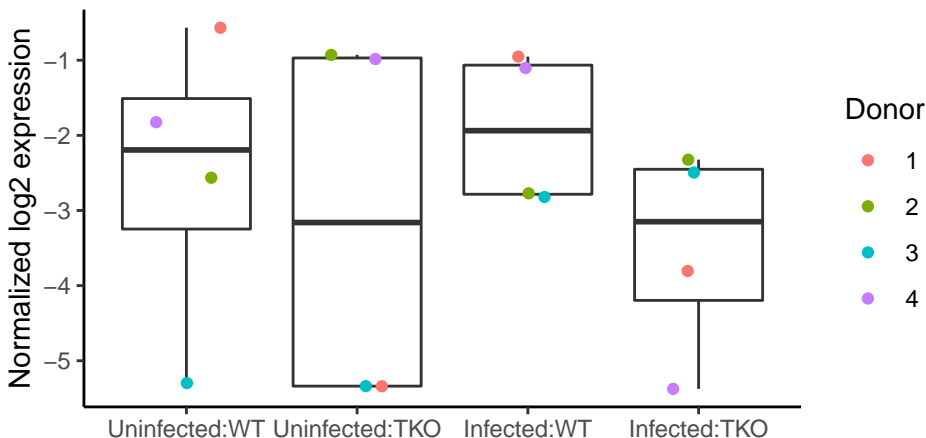 Normalized log2 expression
−1
−2
−3
−4
−5
Uninfected:WT
Uninfected:TKO
Infected:WT
Infected:TKO
Donor
1
2
3
4